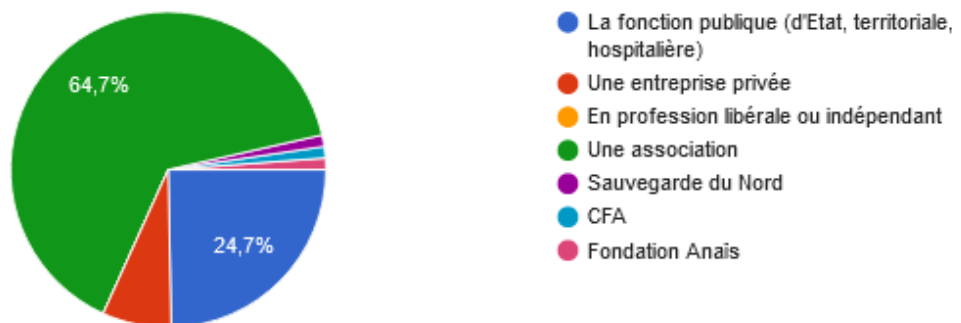 64,7%
24,7%
La fonction publique (d'Etat, territoriale,
hospitalière)
Une entreprise privée
En profession libérale ou indépendant
Une association
Sauvegarde du Nord
CFA
Fondation Anaïs